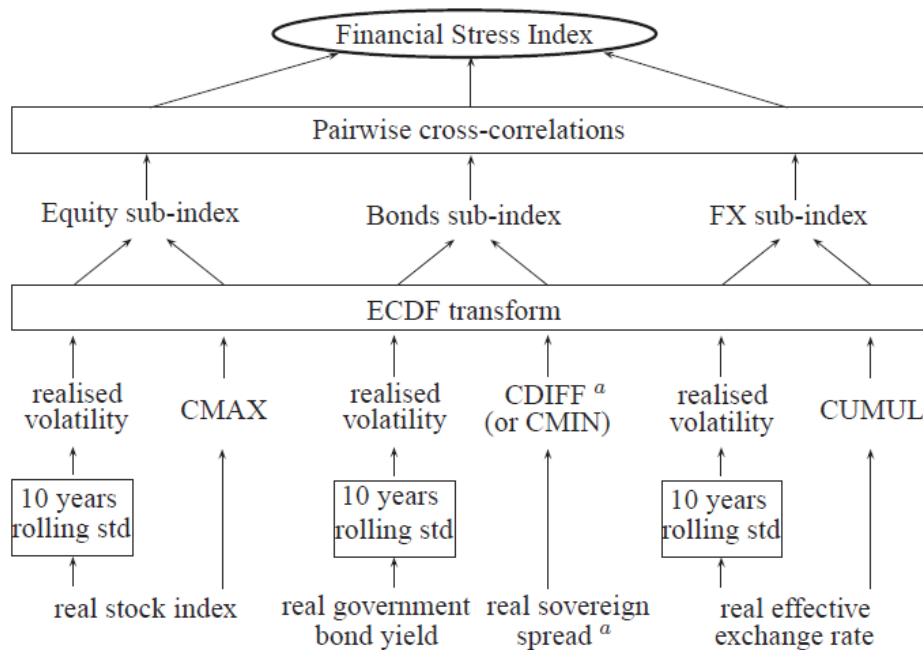 Financial Stress Index
Pairwise cross-correlations
Equity sub-index
Bonds sub-index
FX sub-index
ECDF transform
realised
volatility
CMAX
realised
volatility
CDIFF a
(or CMIN)
realised
volatility
CUMUL
10 years
rolling std
10 years
rolling std
10 years
rolling std
real stock index
real government
bond yield
real sovereign
spread a
real effective
exchange rate